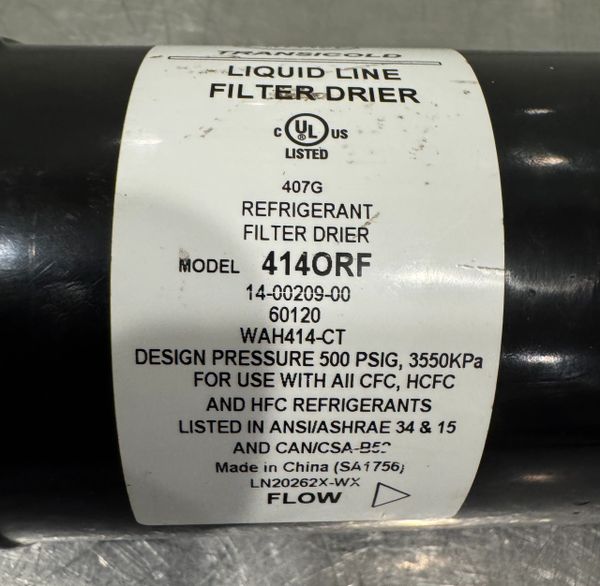 TRANSICOLD
LIQUID LINE
FILTER DRIER
C UL US
®
LISTED
407G
REFRIGERANT
FILTER DRIER
MODEL 414ORF
14-00209-00
60120
WAH414-CT
DESIGN PRESSURE 500 PSIG, 3550KPa
FOR USE WITH All CFC, HCFC
AND HFC REFRIGERANTS
LISTED IN ANSI/ASHRAE 34 & 15
AND CAN/CSA-B52
Made in China (SA1756)
LN20262X-WX
FLOW